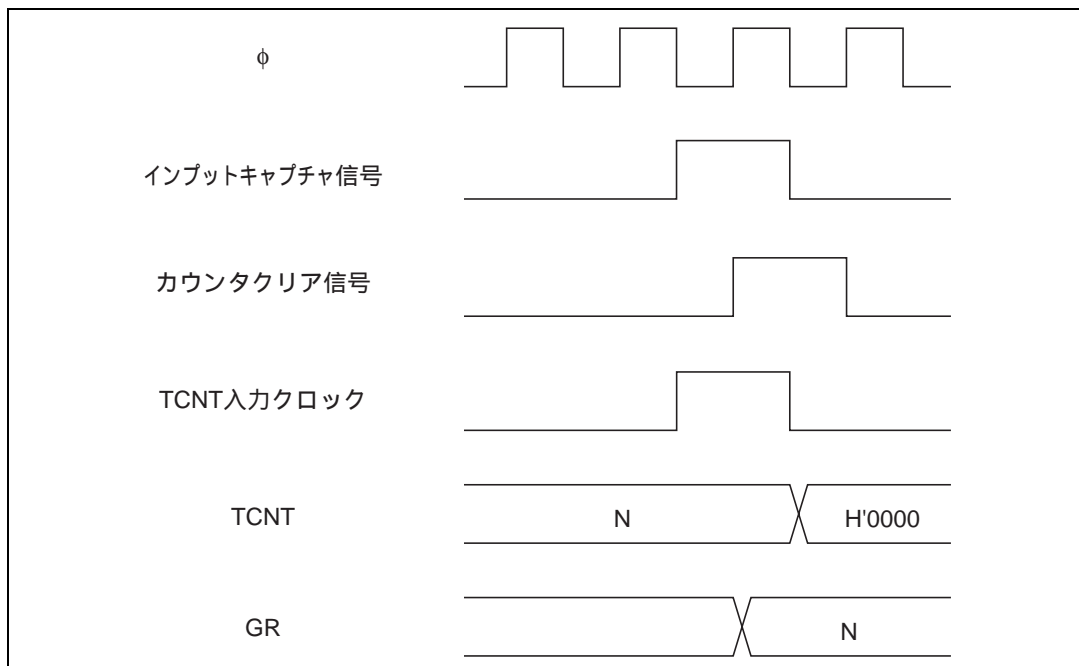 φ
インプットキャプチャ信号
カウンタクリア信号
TCNT入力クロック
TCNT
N
H'0000
GR
N